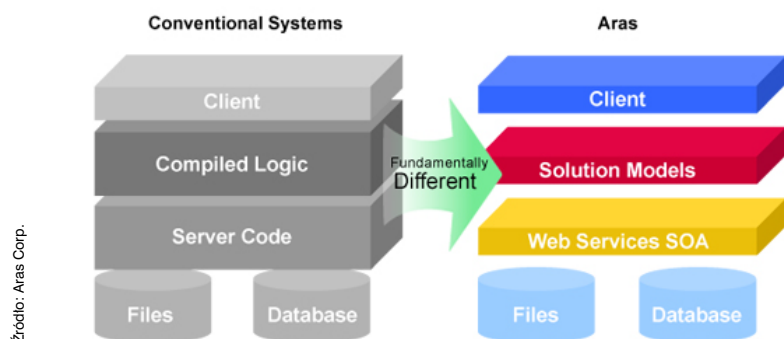 Conventional Systems
Aras
Client
Compiled Logic
Server Code
Files
Database
Fundamentally
Different
Client
Solution Models
Web Services SOA
Files
Database
Źródło: Aras Corp.